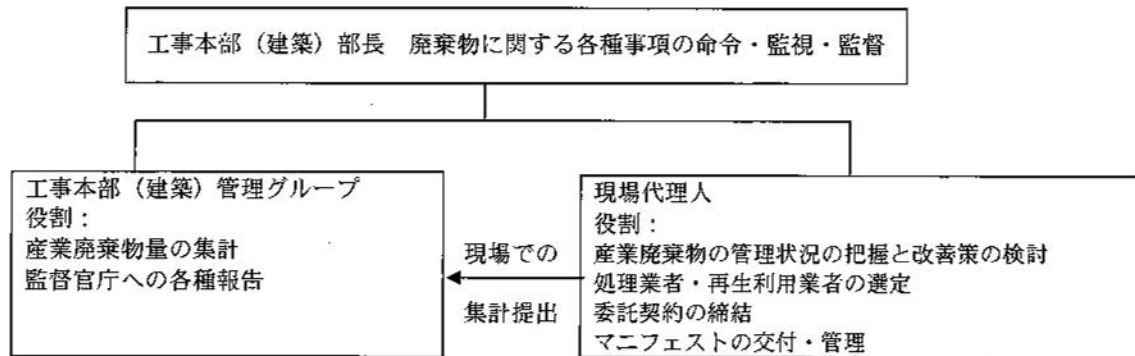 工事本部（建築）部長　廃棄物に関する各種事項の命令・監視・監督
工事本部（建築）管理グループ
役割：
産業廃棄物量の集計
監督官庁への各種報告
現場での
集計提出
現場代理人
役割：
産業廃棄物の管理状況の把握と改善策の検討
処理業者・再生利用業者の選定
委託契約の締結
マニフェストの交付・管理